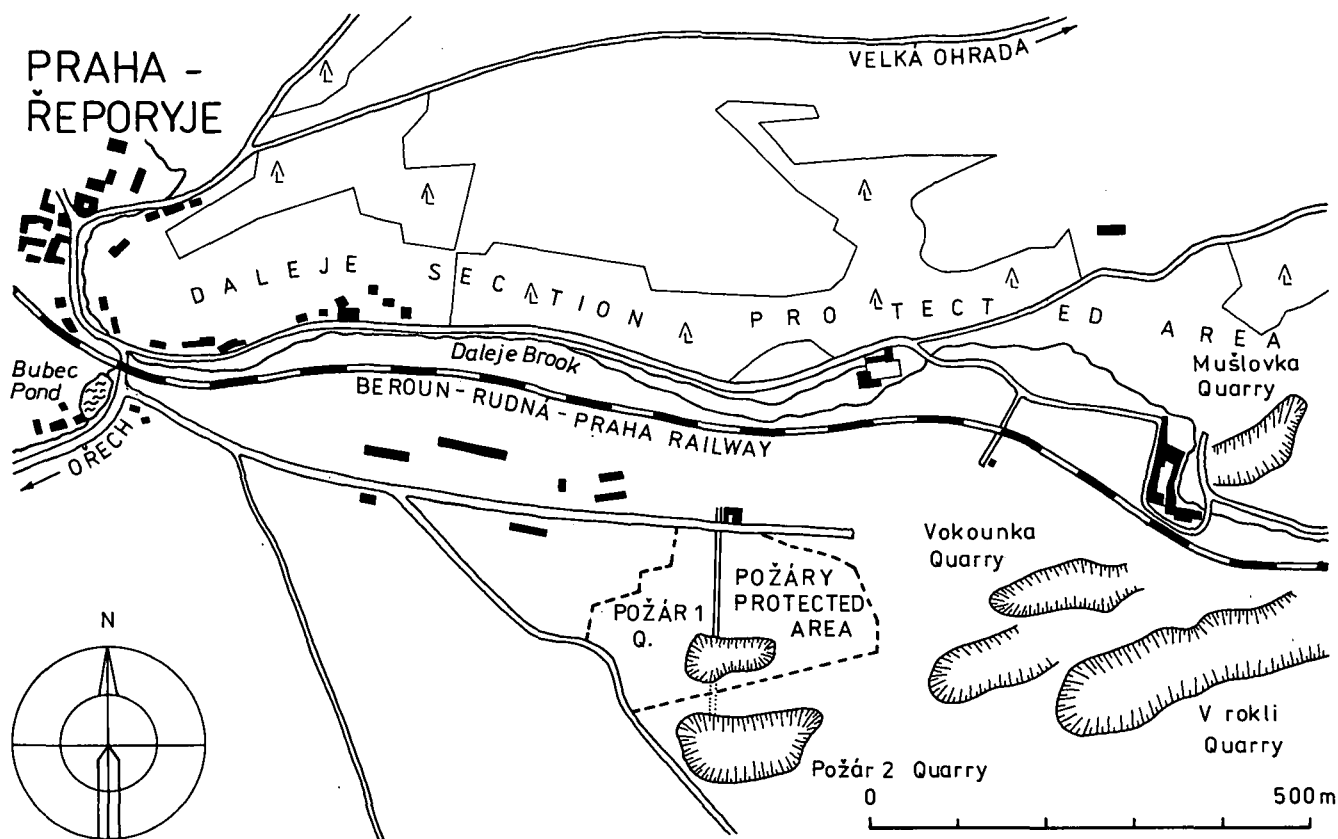 PRAHA -
ŘEPORYJE
VELKÁ OHRADA
DALEJE SECTION PROTECTED AREA
Mušlovka
Quarry
Daleje Brook
Bubec
Pond
BEROUN-RUDNÁ-PRAHA RAILWAY
OŘECH
Vokounka
Quarry
POŽÁR 1
Q.
POŽÁRY
PROTECTED
AREA
N
V rokli
Quarry
Požár 2 Quarry
0 500 m